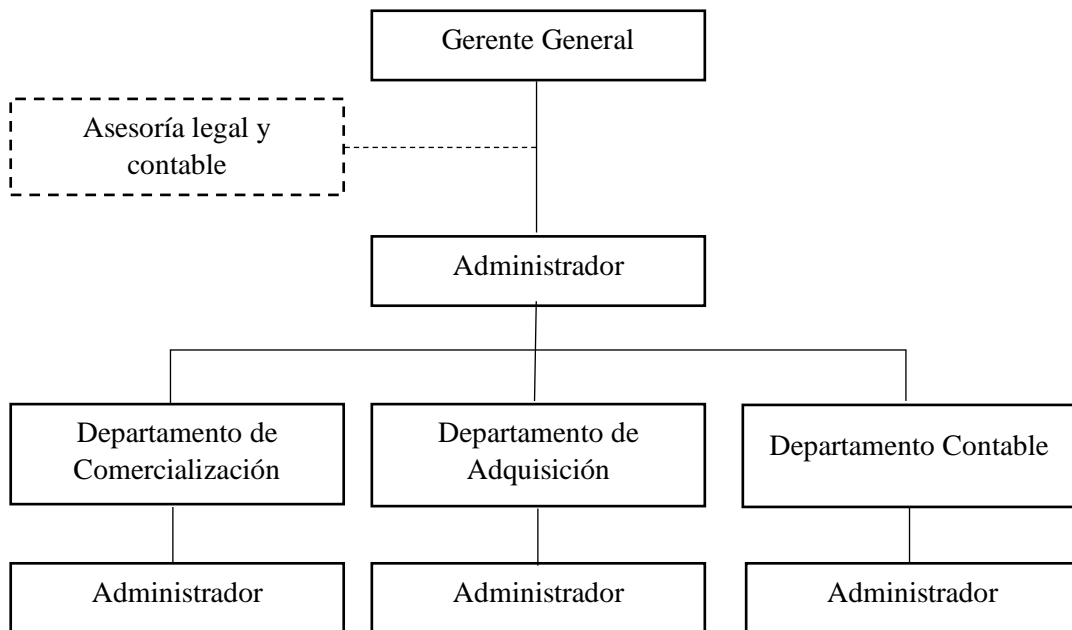 Gerente General
Asesoría legal y
contable
Administrador
Departamento de
Comercialización
Departamento de
Adquisición
Departamento Contable
Administrador
Administrador
Administrador